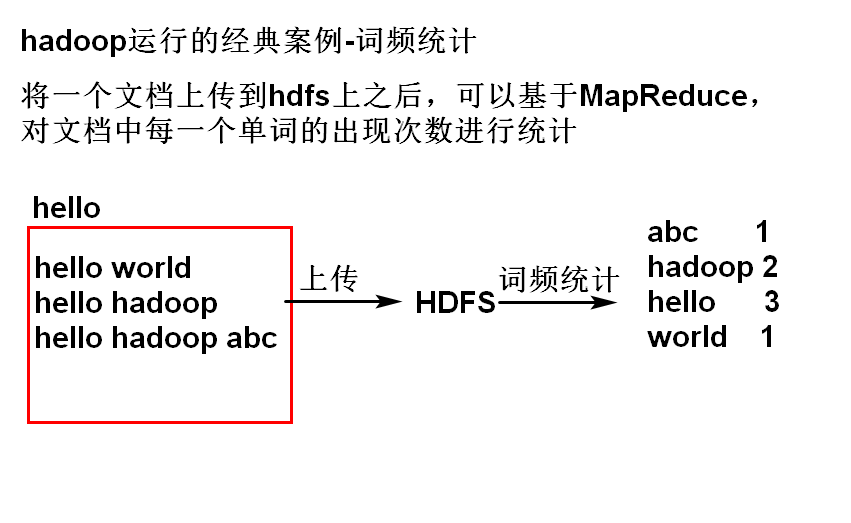 hadoop运行的经典案例-词频统计
将一个文档上传到hdfs上之后，可以基于MapReduce，
对文档中每一个单词的出现次数进行统计
hello
hello world
hello hadoop
hello hadoop abc
上传
HDFS
词频统计
abc 1
hadoop 2
hello 3
world 1